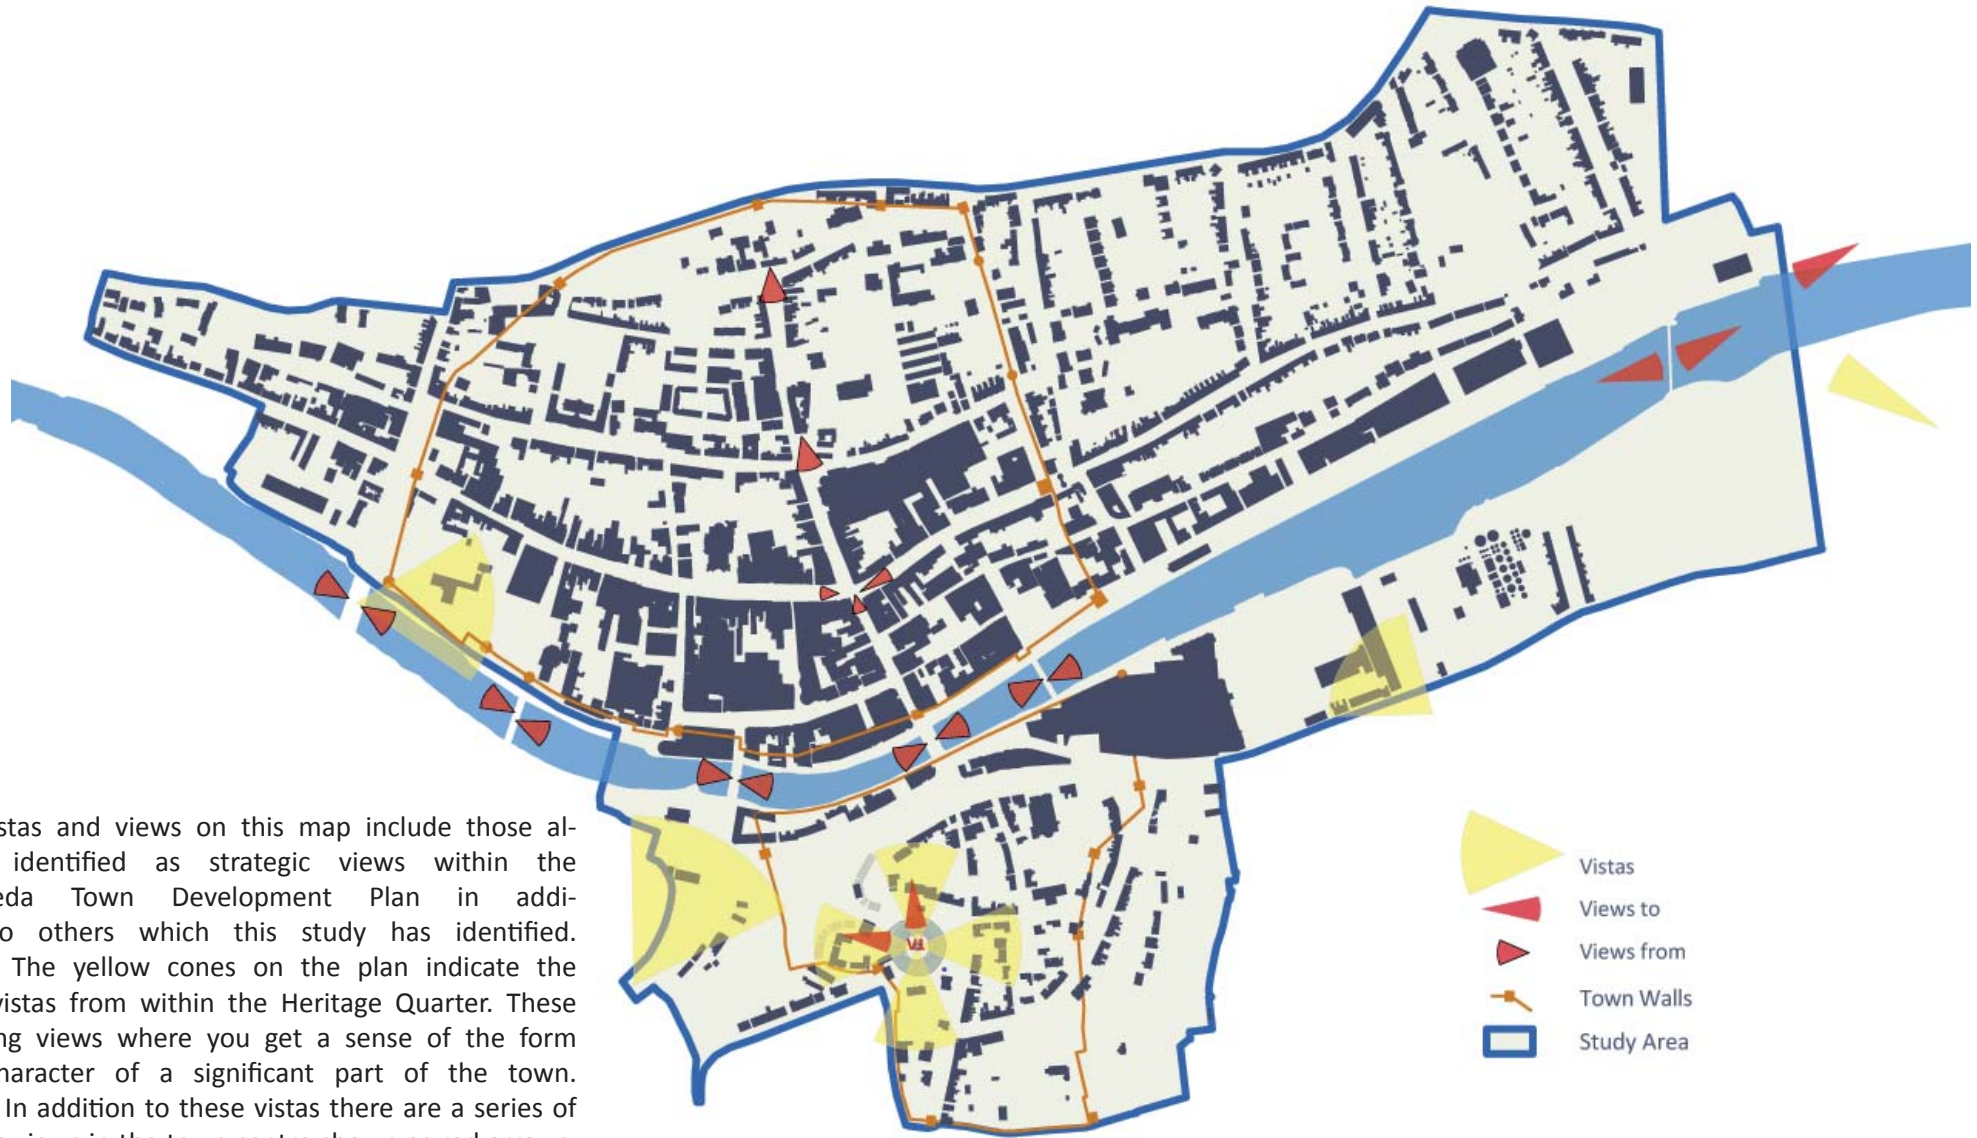 stas and views on this map include those al-
identified as strategic views within the
eda Town Development Plan in addi-
o others which this study has identified.
The yellow cones on the plan indicate the
vistas from within the Heritage Quarter. These
ng views where you get a sense of the form
haracter of a significant part of the town.
In addition to these vistas there are a series of
Vistas
Views to
Views from
Town Walls
Study Area